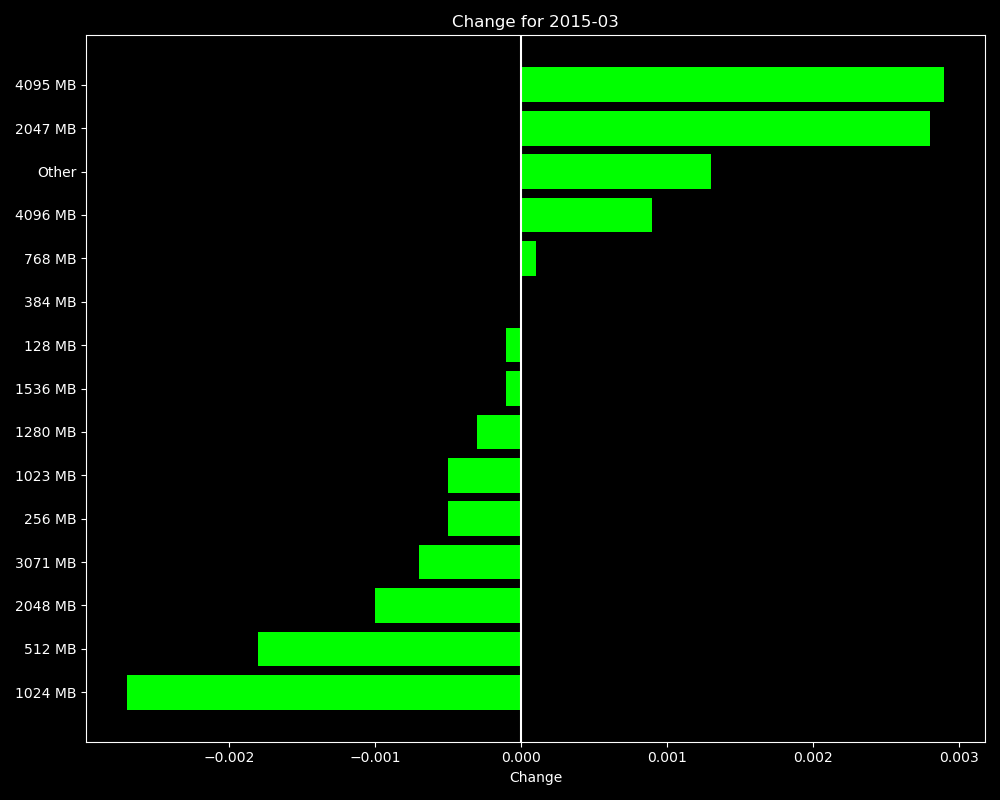 Change for 2015-03
4095 MB
2047 MB
Other
4096 MB
768 MB
384 MB
128 MB
1536 MB
1280 MB
1023 MB
256 MB
3071 MB
2048 MB
512 MB
1024 MB
−0.002 −0.001 0.000 0.001 0.002 0.003
Change